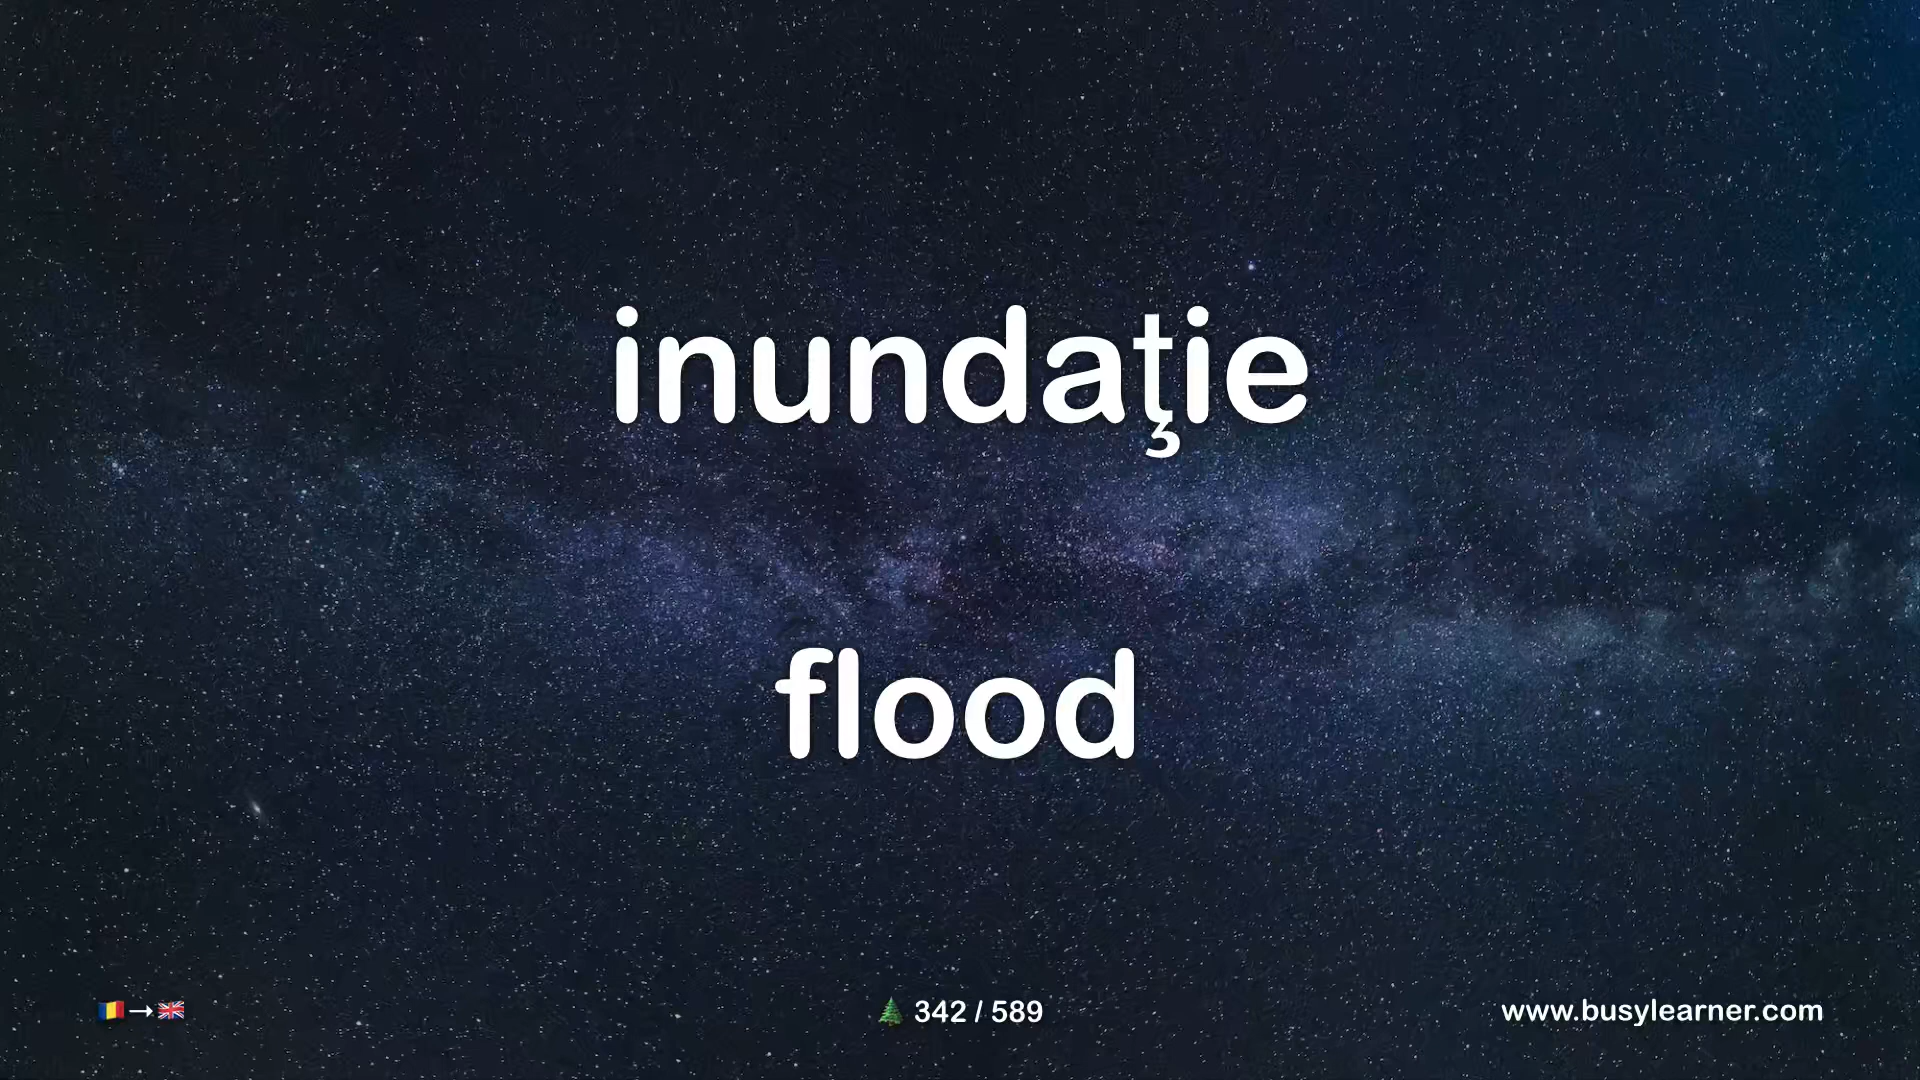 inundaţie
flood
🇷🇴→🇬🇧
🌲 342 / 589
www.busylearner.com